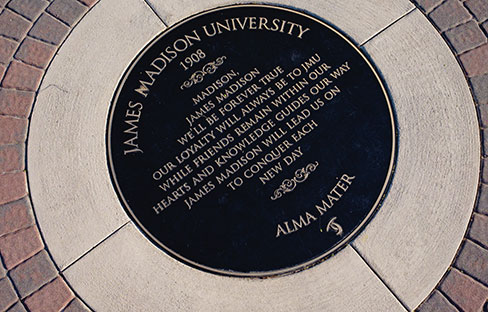 JAMES MADISON UNIVERSITY
1908
MADISON,
JAMES MADISON
WE'LL BE FOREVER TRUE
OUR LOYALTY WILL ALWAYS BE TO JMU
WHILE FRIENDS REMAIN WITHIN OUR
HEARTS AND KNOWLEDGE GUIDES OUR WAY
JAMES MADISON WILL LEAD US ON
TO CONQUER EACH
NEW DAY
ALMA MATER